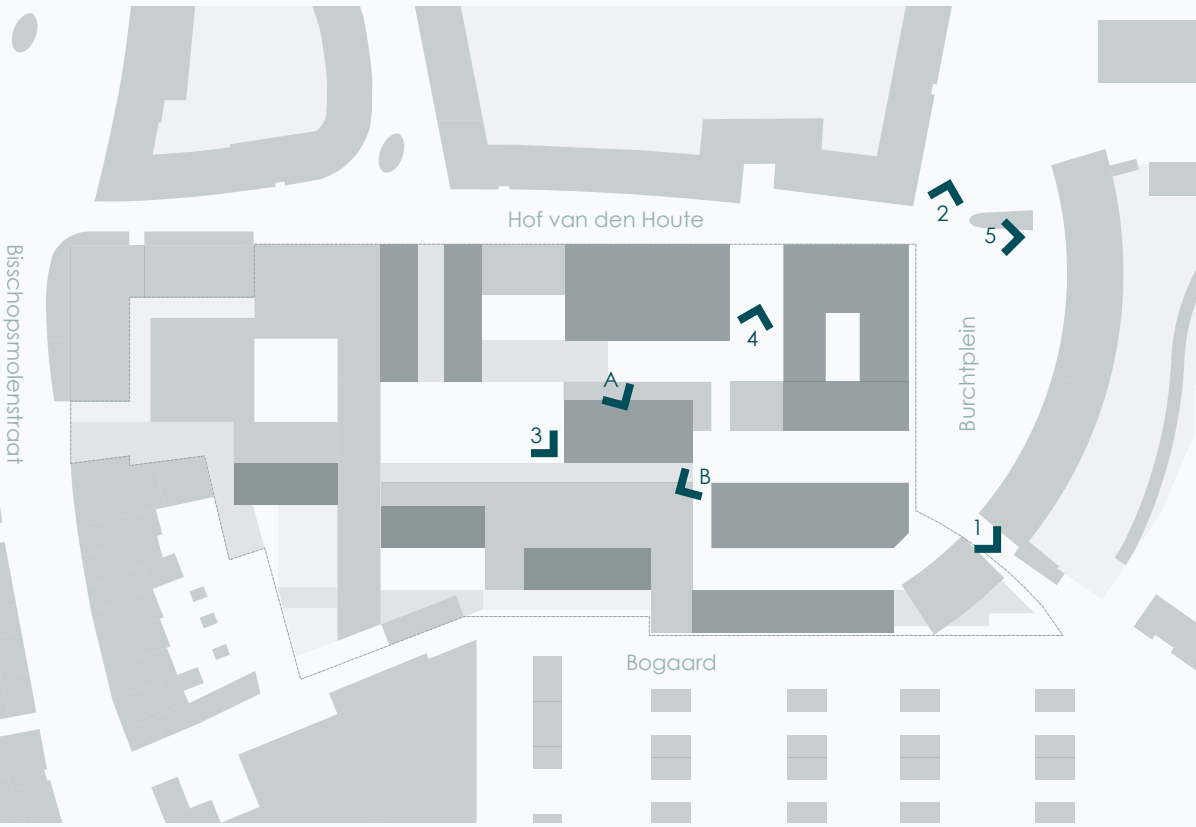 2
Hof van den Houte
5
Bisschopsmolenstraat
4
Burchtplein
A
3
B
1
Bogaard